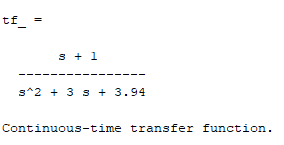 tf_ =
s + 1
----------------
s^2 + 3 s + 3.94
Continuous-time transfer function.